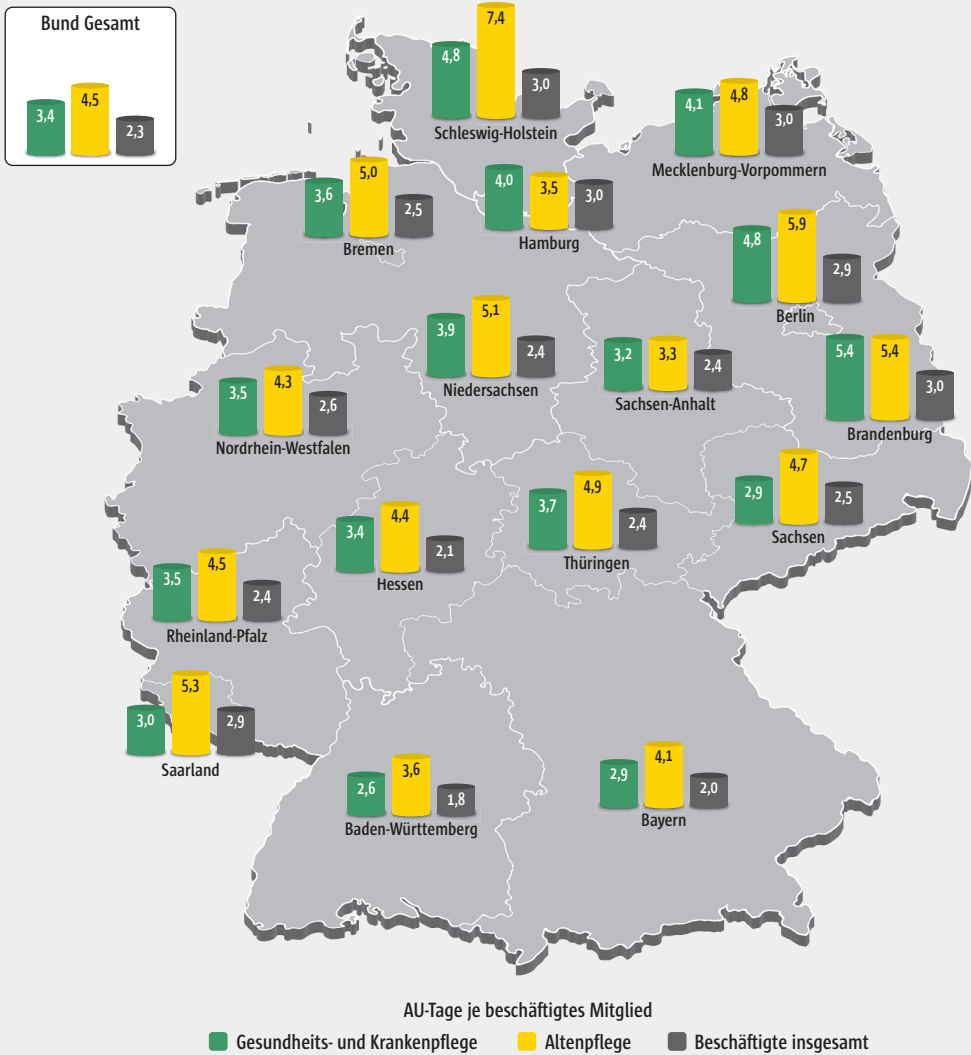 Bund Gesamt
3,4 4,5 2,3
4,8 7,4 3,0
Schleswig-Holstein
4,1 4,8 3,0
Mecklenburg-Vorpommern
3,6 5,0 2,5
Bremen
4,0 3,5 3,0
Hamburg
4,8 5,9 2,9
Berlin
3,9 5,1 2,4
Niedersachsen
3,2 3,3 2,4
Sachsen-Anhalt
5,4 5,4 3,0
Brandenburg
3,5 4,3 2,6
Nordrhein-Westfalen
2,9 4,7 2,5
Sachsen
3,4 4,4 2,1
Hessen
3,7 4,9 2,4
Thüringen
3,5 4,5 2,4
Rheinland-Pfalz
3,0 5,3 2,9
Saarland
2,6 3,6 1,8
Baden-Württemberg
2,9 4,1 2,0
Bayern
AU-Tage je beschäftigtes Mitglied
Gesundheits- und Krankenpflege Altenpflege Beschäftigte insgesamt